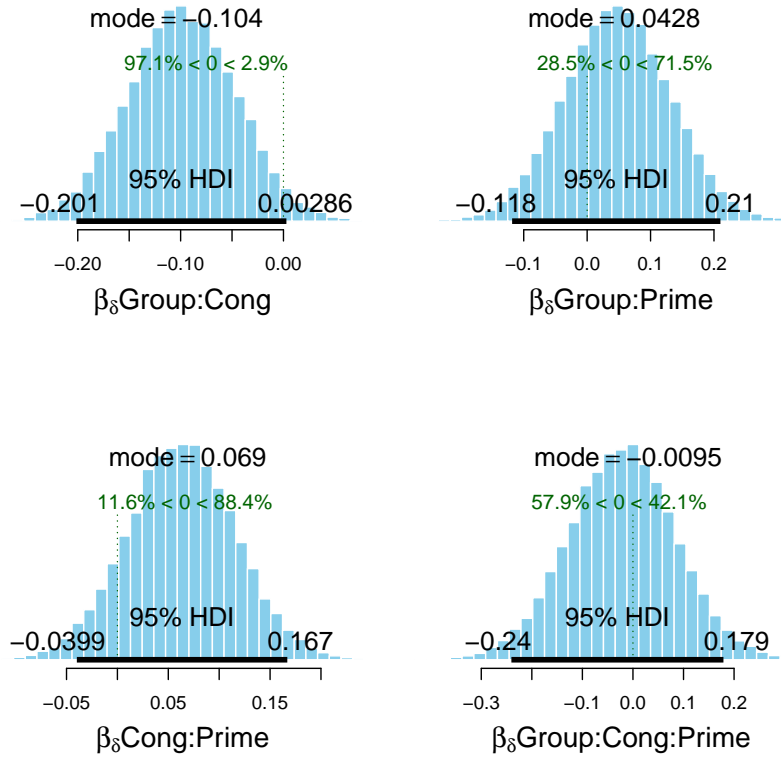 mode = −0.104
97.1% < 0 < 2.9%
95% HDI
−0.201 0.00286
−0.20 −0.10 0.00
βδGroup:Cong
mode = 0.0428
28.5% < 0 < 71.5%
95% HDI
−0.118 0.21
−0.1 0.0 0.1 0.2
βδGroup:Prime
mode = 0.069
11.6% < 0 < 88.4%
95% HDI
−0.0399 0.167
−0.05 0.05 0.15
βδCong:Prime
mode = −0.0095
57.9% < 0 < 42.1%
95% HDI
−0.24 0.179
−0.3 −0.1 0.0 0.1 0.2
βδGroup:Cong:Prime